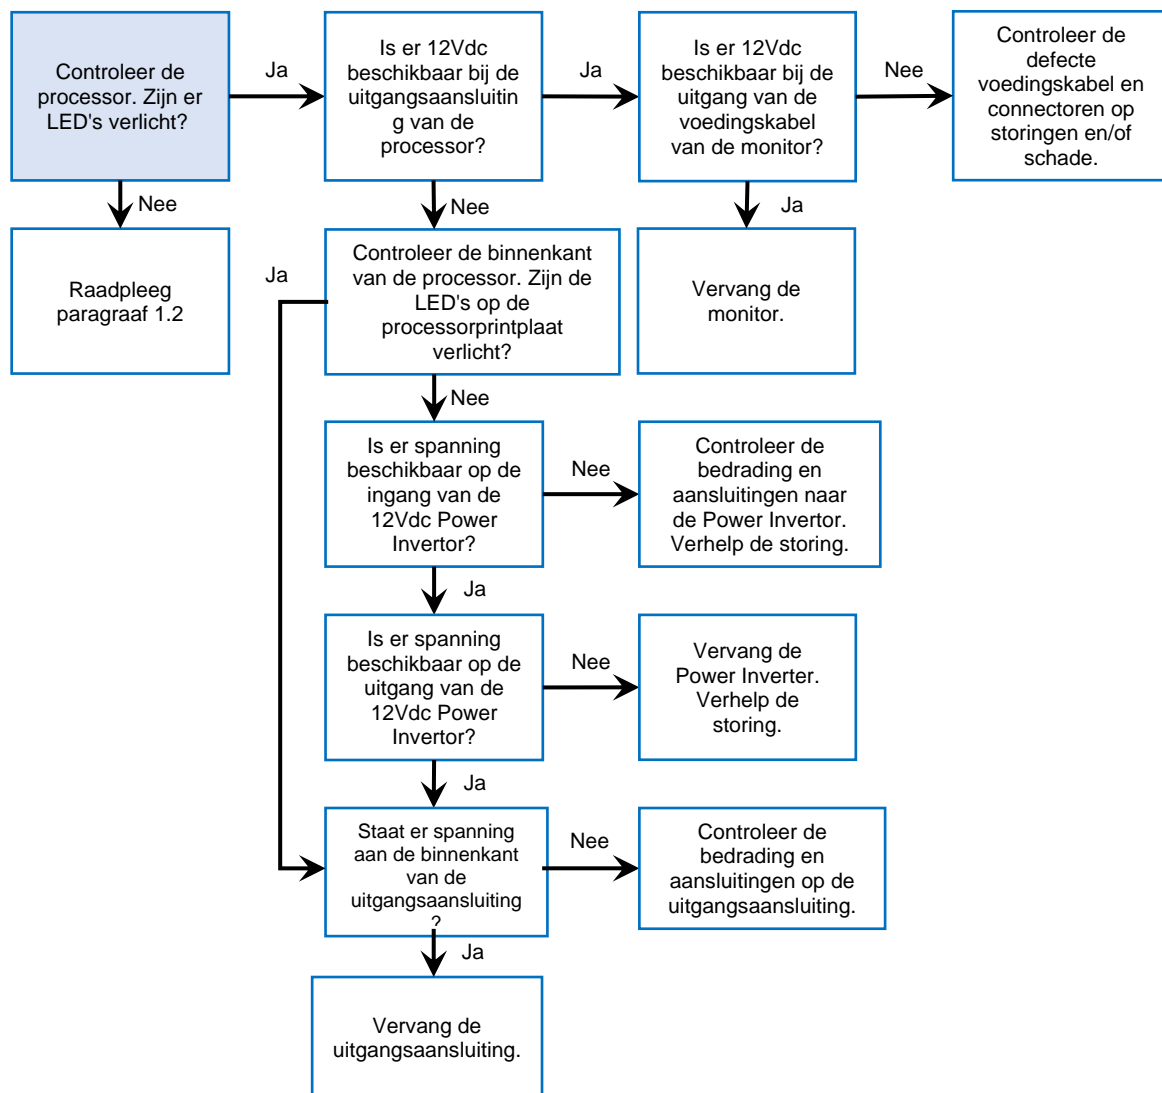 Controleer de
processor. Zijn er
LED's verlicht?
Ja
Is er 12Vdc
beschikbaar bij de
uitgangsaansluitin
g van de
processor?
Ja
Is er 12Vdc
beschikbaar bij de
uitgang van de
voedingskabel
van de monitor?
Nee
Controleer de
defecte
voedingskabel en
connectoren op
storingen en/of
schade.
Nee
Nee
Ja
Raadpleeg
paragraaf 1.2
Ja
Controleer de binnenkant
van de processor. Zijn de
LED's op de
processorprintplaat
verlicht?
Vervang de
monitor.
Nee
Is er spanning
beschikbaar op de
ingang van de
12Vdc Power
Invertor?
Nee
Controleer de
bedrading en
aansluitingen naar
de Power Invertor.
Verhelp de storing.
Ja
Is er spanning
beschikbaar op de
uitgang van de
12Vdc Power
Invertor?
Nee
Vervang de
Power Inverter.
Verhelp de
storing.
Ja
Staat er spanning
aan de binnenkant
van de
uitgangsaansluiting
?
Nee
Controleer de
bedrading en
aansluitingen op de
uitgangsaansluiting.
Ja
Vervang de
uitgangsaansluiting.